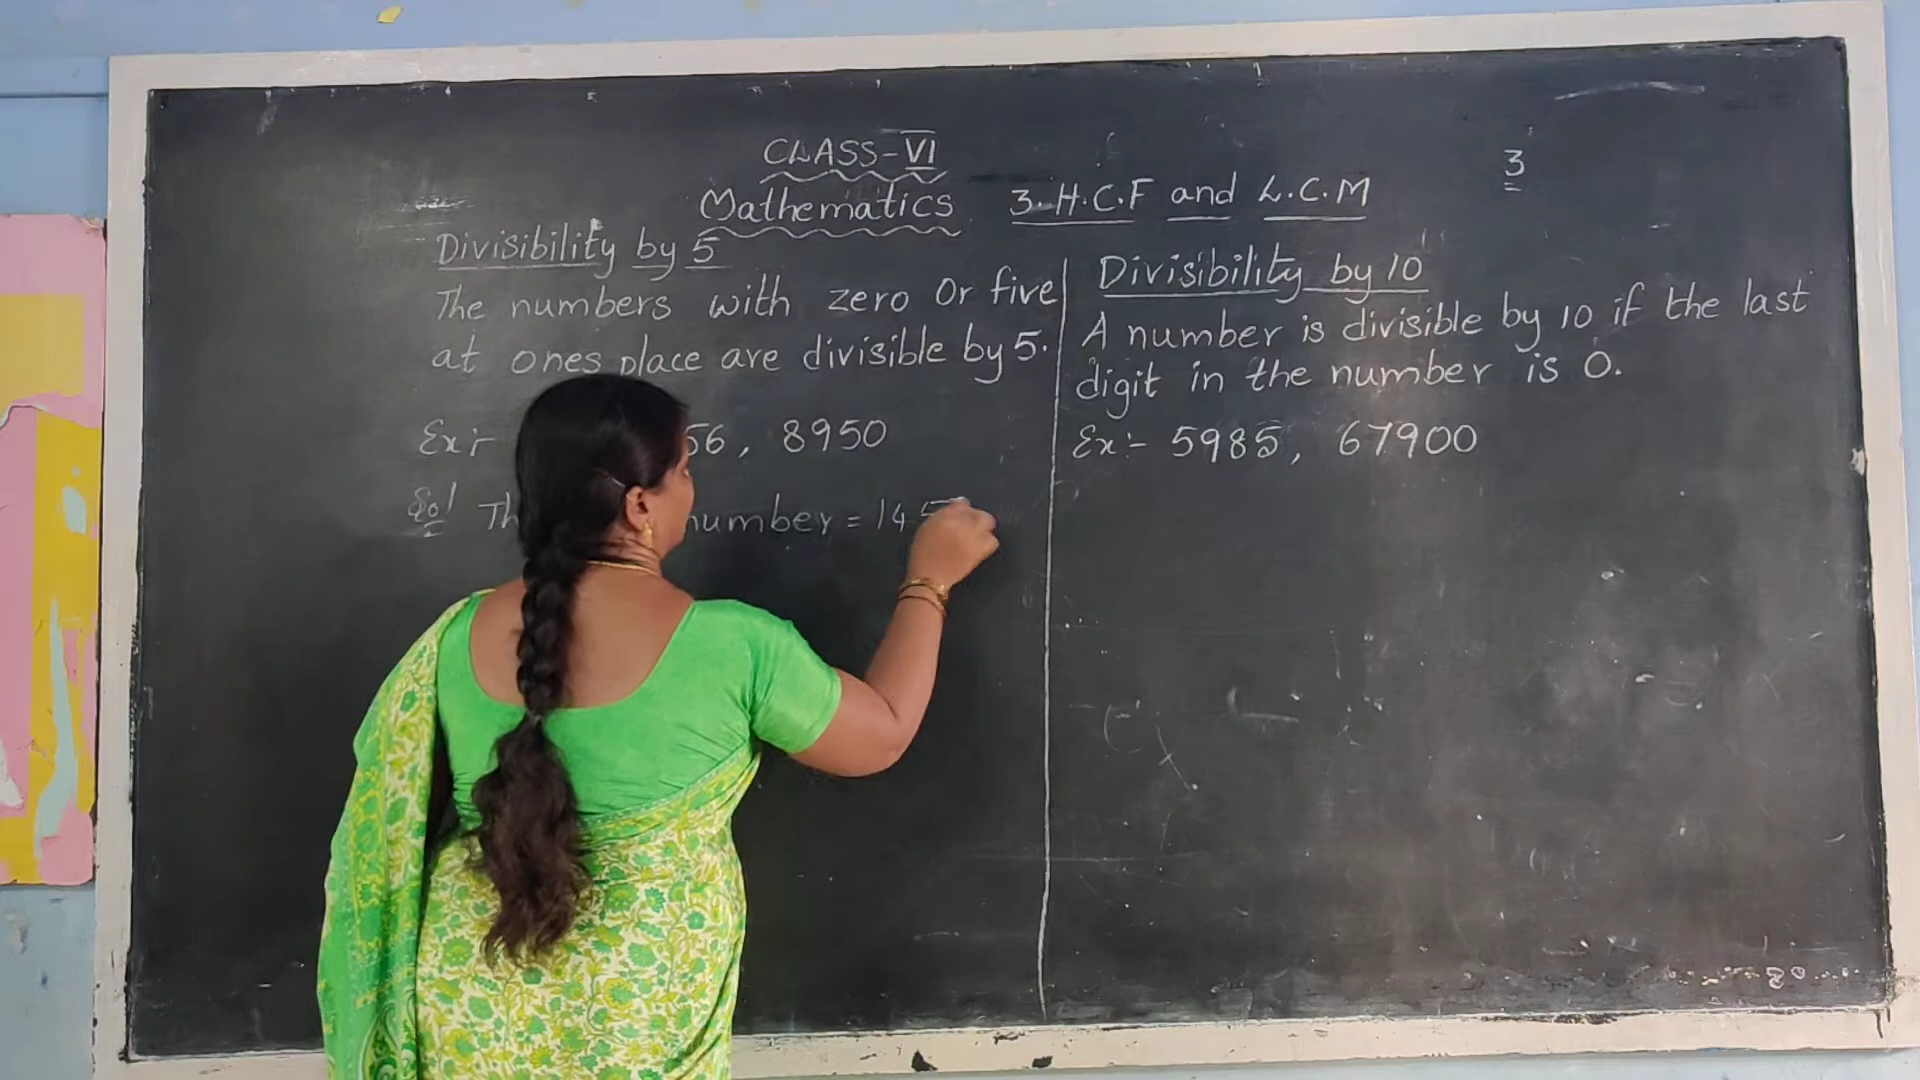 CLASS-VI
Mathematics 3. H.C.F and L.C.M
3
Divisibility by 5
The numbers with zero Or five
at ones place are divisible by 5.
Ex:- 56, 8950
Sol number = 145
Divisibility by 10
A number is divisible by 10 if the last
digit in the number is 0.
Ex:- 5985, 67900